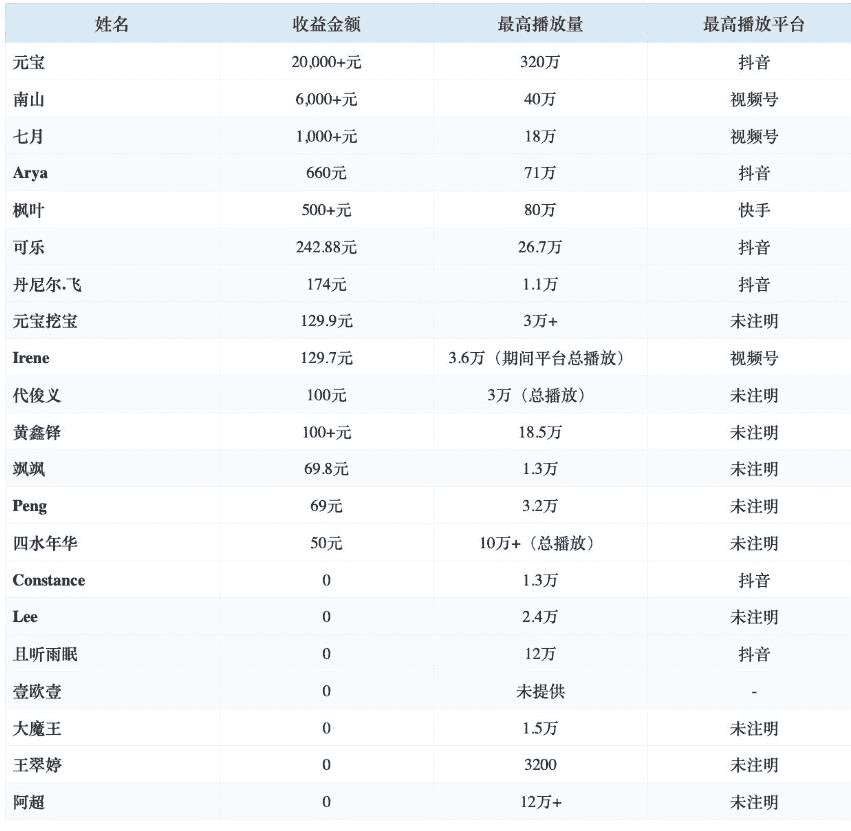 姓名 收益金额 最高播放量 最高播放平台
元宝 20,000+元 320万 抖音
南山 6,000+元 40万 视频号
七月 1,000+元 18万 视频号
Arya 660元 71万 抖音
枫叶 500+元 80万 快手
可乐 242.88元 26.7万 抖音
丹尼尔.飞 174元 1.1万 抖音
元宝挖宝 129.9元 3万+ 未注明
Irene 129.7元 3.6万（期间平台总播放） 视频号
代俊义 100元 3万（总播放） 未注明
黄鑫铎 100+元 18.5万 未注明
飒飒 69.8元 1.3万 未注明
Peng 69元 3.2万 未注明
四水年华 50元 10万+（总播放） 未注明
Constance 0 1.3万 抖音
Lee 0 2.4万 未注明
且听雨眠 0 12万 抖音
壹欧壹 0 未提供 -
大魔王 0 1.5万 未注明
王翠婷 0 3200 未注明
阿超 0 12万+ 未注明